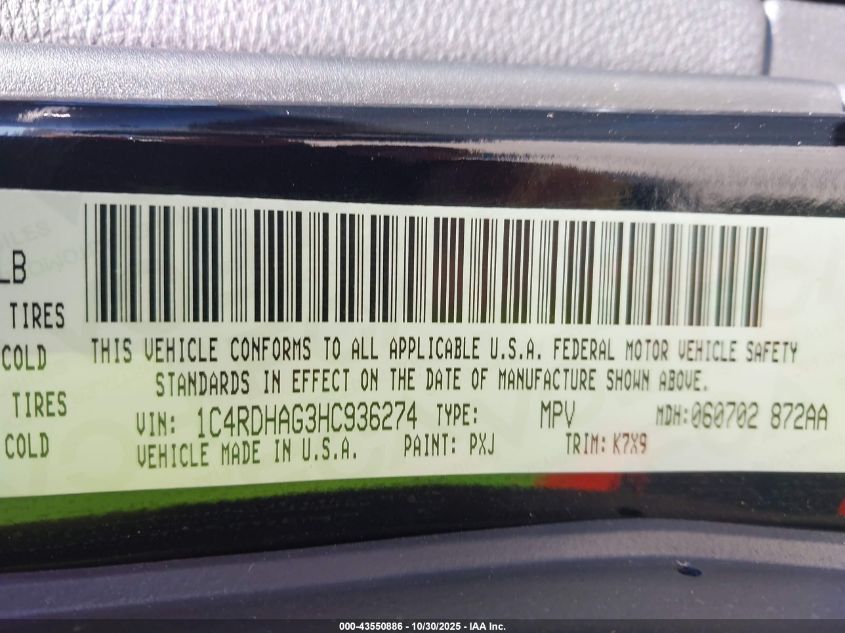 LB
TIRES
COLD
TIRES
COLD
THIS VEHICLE CONFORMS TO ALL APPLICABLE U.S.A. FEDERAL MOTOR VEHICLE SAFETY
STANDARDS IN EFFECT ON THE DATE OF MANUFACTURE SHOWN ABOVE.
VIN: 1C4RDHAG3HC936274 TYPE: MPV MDH:060702 872AA
VEHICLE MADE IN U.S.A. PAINT: PXJ TRIM: K7X9
000-43550886 - 10/30/2025 - IAA Inc.